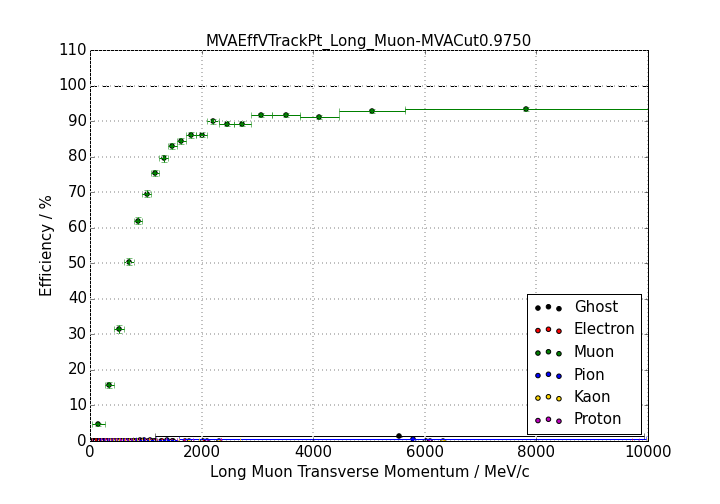 MVAEffVTrackPt_Long_Muon-MVACut0.9750
110
100
90
80
70
60
50
40
30
20
10
0
Efficiency / %
Ghost
Electron
Muon
Pion
Kaon
Proton
0 2000 4000 6000 8000 10000
Long Muon Transverse Momentum / MeV/c